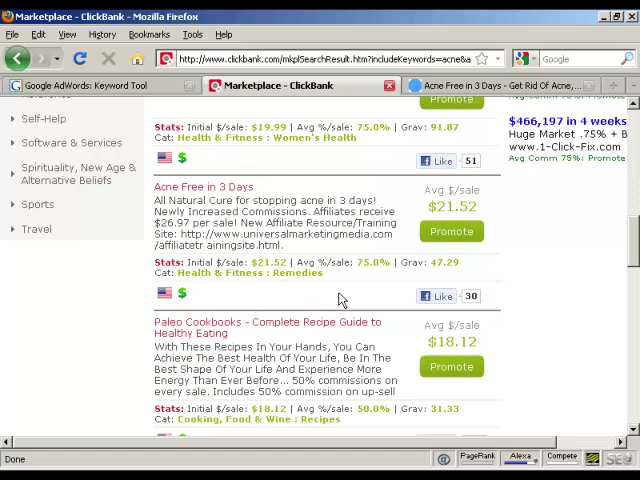 Marketplace - ClickBank - Mozilla Firefox
File Edit View History Bookmarks Tools Help
http://www.clickbank.com/mkplSearchResult.htm?includeKeywords=acne&a
Google
Google AdWords: Keyword Tool
Marketplace - ClickBank
Acne Free in 3 Days - Get Rid Of Acne,...
Self-Help
Software & Services
Spirituality, New Age &
Alternative Beliefs
Sports
Travel
Promote
Stats: Initial $/sale: $19.99 | Avg %/sale: 75.0% | Grav: 91.87
Cat: Health & Fitness : Women's Health
$
Like 51
Acne Free in 3 Days
All Natural Cure for stopping acne in 3 days!
Newly Increased Commissions. Affiliates receive
$26.97 per sale! New Affiliate Resource/Training
Site: http://www.universalmarketingmedia.com
/affiliatetr ainingsite.html.
Avg $/sale
$21.52
Promote
Stats: Initial $/sale: $21.52 | Avg %/sale: 75.0% | Grav: 47.29
Cat: Health & Fitness : Remedies
$
Like 30
Paleo Cookbooks - Complete Recipe Guide to
Healthy Eating
With These Recipes In Your Hands, You Can
Achieve The Best Health Of Your Life, Be In The
Best Shape Of Your Life And Experience More
Energy Than Ever Before... 50% commissions on
every sale. Includes 50% commission on up-sell
Avg $/sale
$18.12
Promote
Stats: Initial $/sale: $18.12 | Avg %/sale: 50.0% | Grav: 31.33
Cat: Cooking, Food & Wine : Recipes
$466,197 in 4 weeks
Huge Market .75% + B
www.1-Click-Fix.com
Avg Comm 75%: Promote
Done
PageRank
Alexa
Compete
SEO